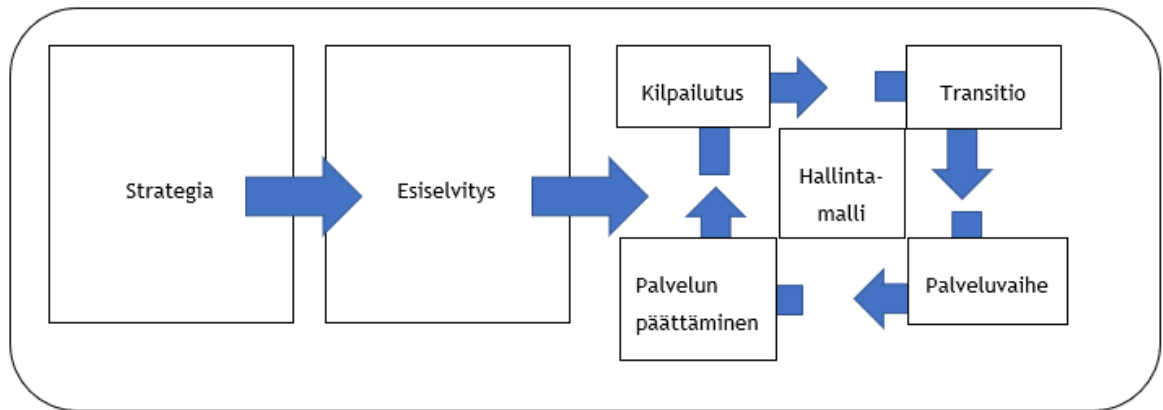 Strategia
Esiselvitys
Kilpailutus
Transitio
Hallinta-
malli
Palvelun
päättäminen
Palveluvaihe